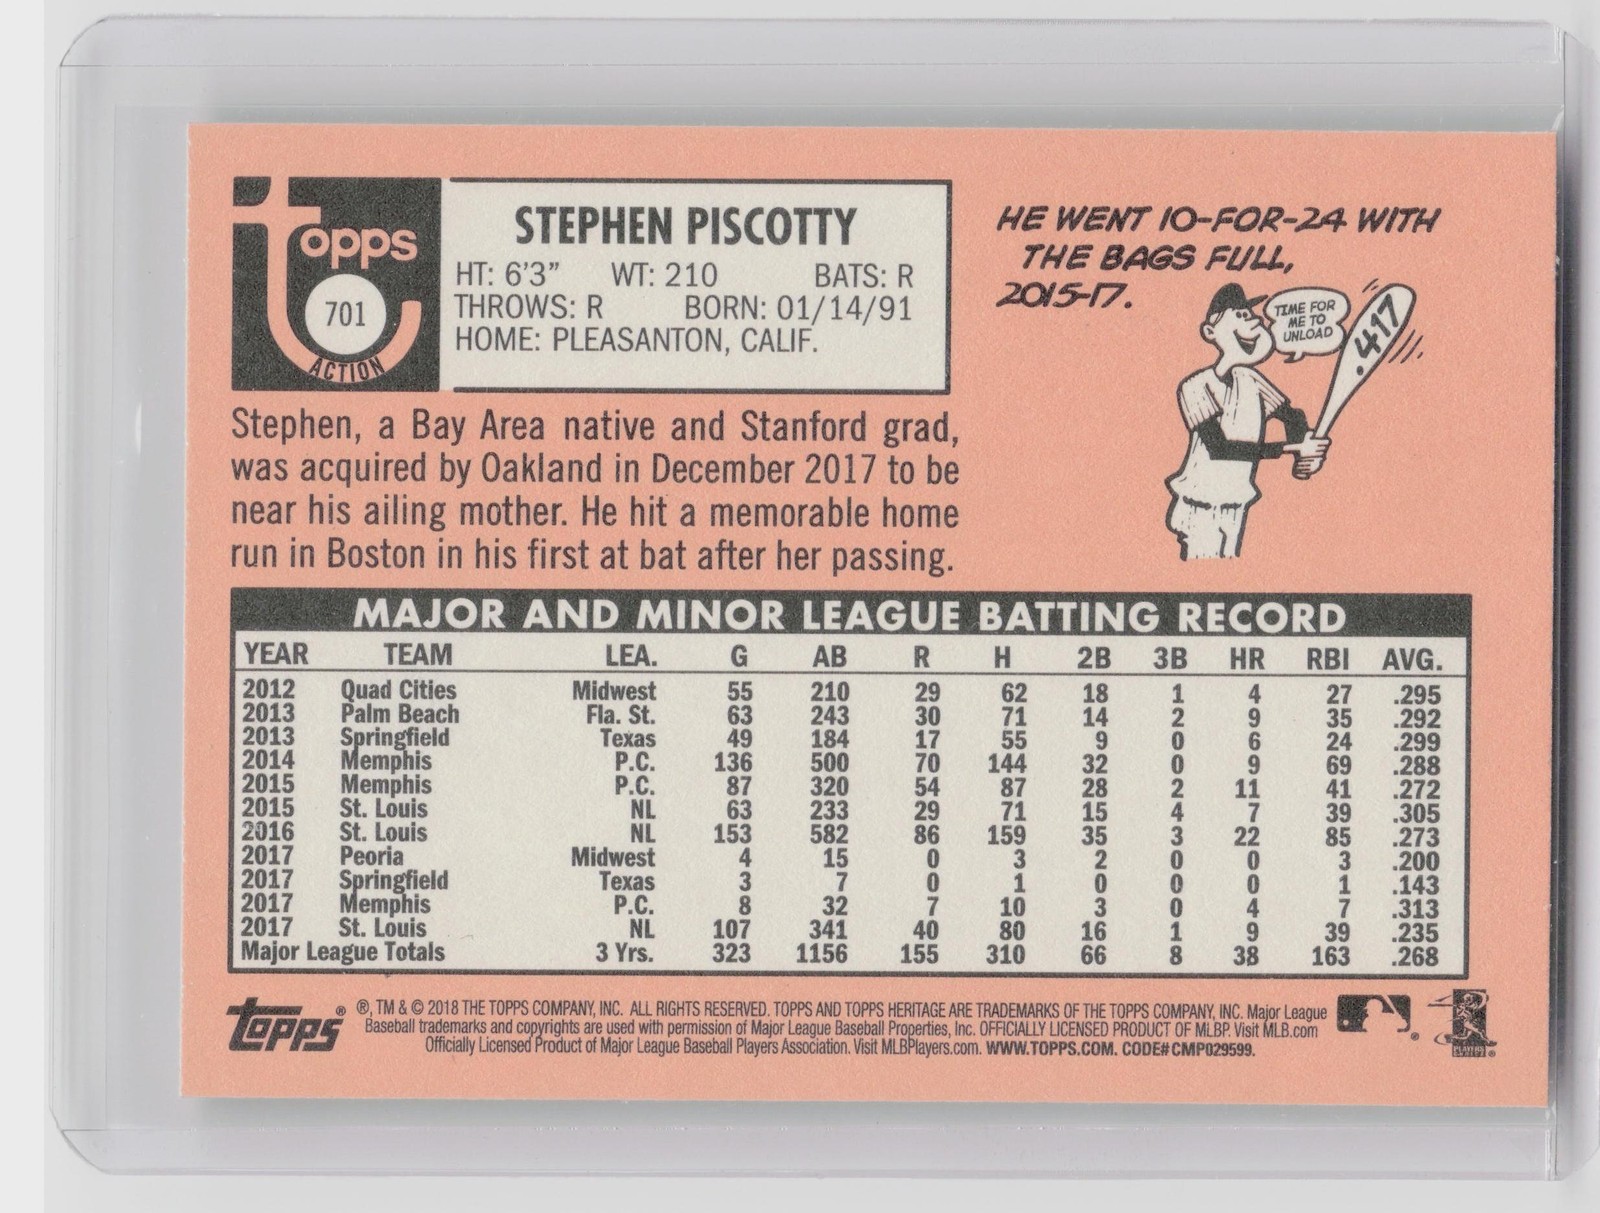 topps
701
ACTION
STEPHEN PISCOTTY
HT: 6'3" WT: 210 BATS: R
THROWS: R BORN: 01/14/91
HOME: PLEASANTON, CALIF.
HE WENT 10-FOR-24 WITH
THE BAGS FULL,
2015-17.
TIME FOR
ME TO
UNLOAD
.417
Stephen, a Bay Area native and Stanford grad,
was acquired by Oakland in December 2017 to be
near his ailing mother. He hit a memorable home
run in Boston in his first at bat after her passing.
MAJOR AND MINOR LEAGUE BATTING RECORD
YEAR TEAM LEA. G AB R H 2B 3B HR RBI AVG.
2012 Quad Cities Midwest 55 210 29 62 18 1 4 27 .295
2013 Palm Beach Fla. St. 63 243 30 71 14 2 9 35 .292
2013 Springfield Texas 49 184 17 55 9 0 6 24 .299
2014 Memphis P.C. 136 500 70 144 32 0 9 69 .288
2015 Memphis P.C. 87 320 54 87 28 2 11 41 .272
2015 St. Louis NL 63 233 29 71 15 4 7 39 .305
2016 St. Louis NL 153 582 86 159 35 3 22 85 .273
2017 Peoria Midwest 4 15 0 3 2 0 0 3 .200
2017 Springfield Texas 3 7 0 1 0 0 0 1 .143
2017 Memphis P.C. 8 32 7 10 3 0 4 7 .313
2017 St. Louis NL 107 341 40 80 16 1 9 39 .235
Major League Totals 3 Yrs. 323 1156 155 310 66 8 38 163 .268
topps®
®, TM & © 2018 THE TOPPS COMPANY, INC. ALL RIGHTS RESERVED. TOPPS AND TOPPS HERITAGE ARE TRADEMARKS OF THE TOPPS COMPANY, INC. Major League
Baseball trademarks and copyrights are used with permission of Major League Baseball Properties, Inc. OFFICIALLY LICENSED PRODUCT OF MLBP. Visit MLB.com
Officially Licensed Product of Major League Baseball Players Association. Visit MLBPlayers.com. WWW.TOPPS.COM. CODE#CMP029599.